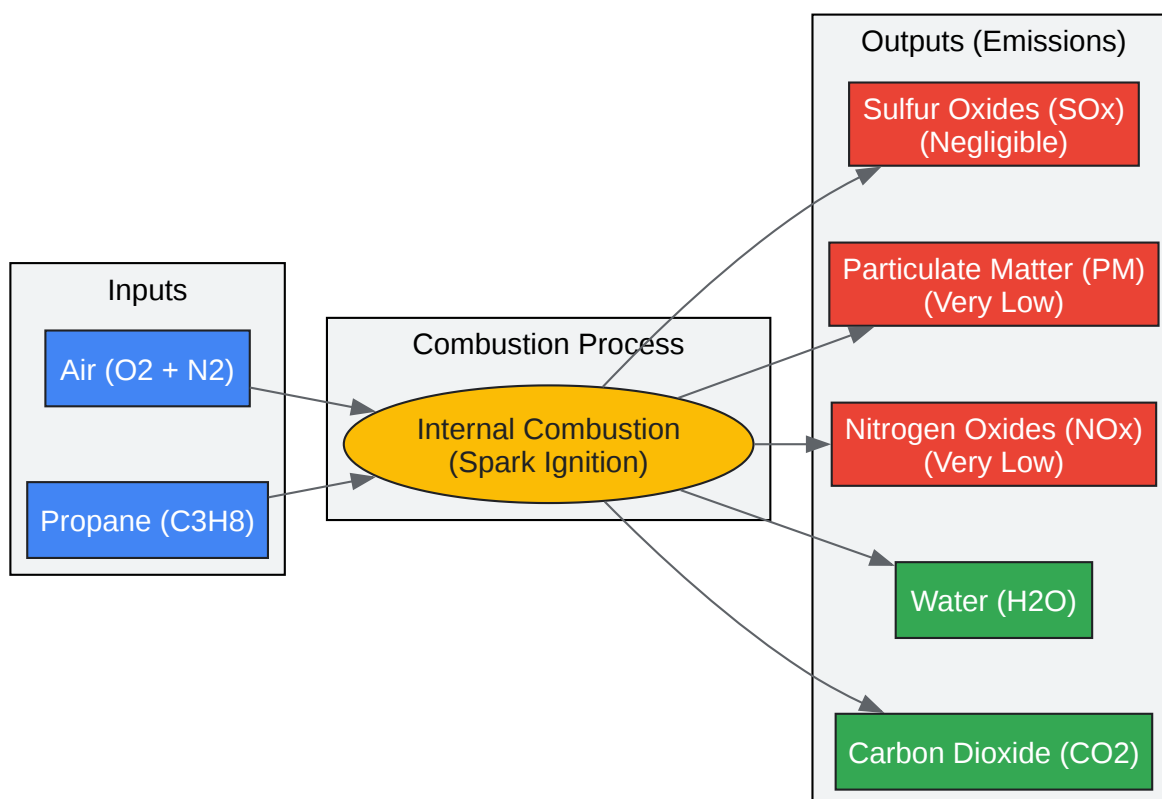 Inputs
Air (O2 + N2)
Propane (C3H8)
Combustion Process
Internal Combustion
(Spark Ignition)
Outputs (Emissions)
Sulfur Oxides (SOx)
(Negligible)
Particulate Matter (PM)
(Very Low)
Nitrogen Oxides (NOx)
(Very Low)
Water (H2O)
Carbon Dioxide (CO2)